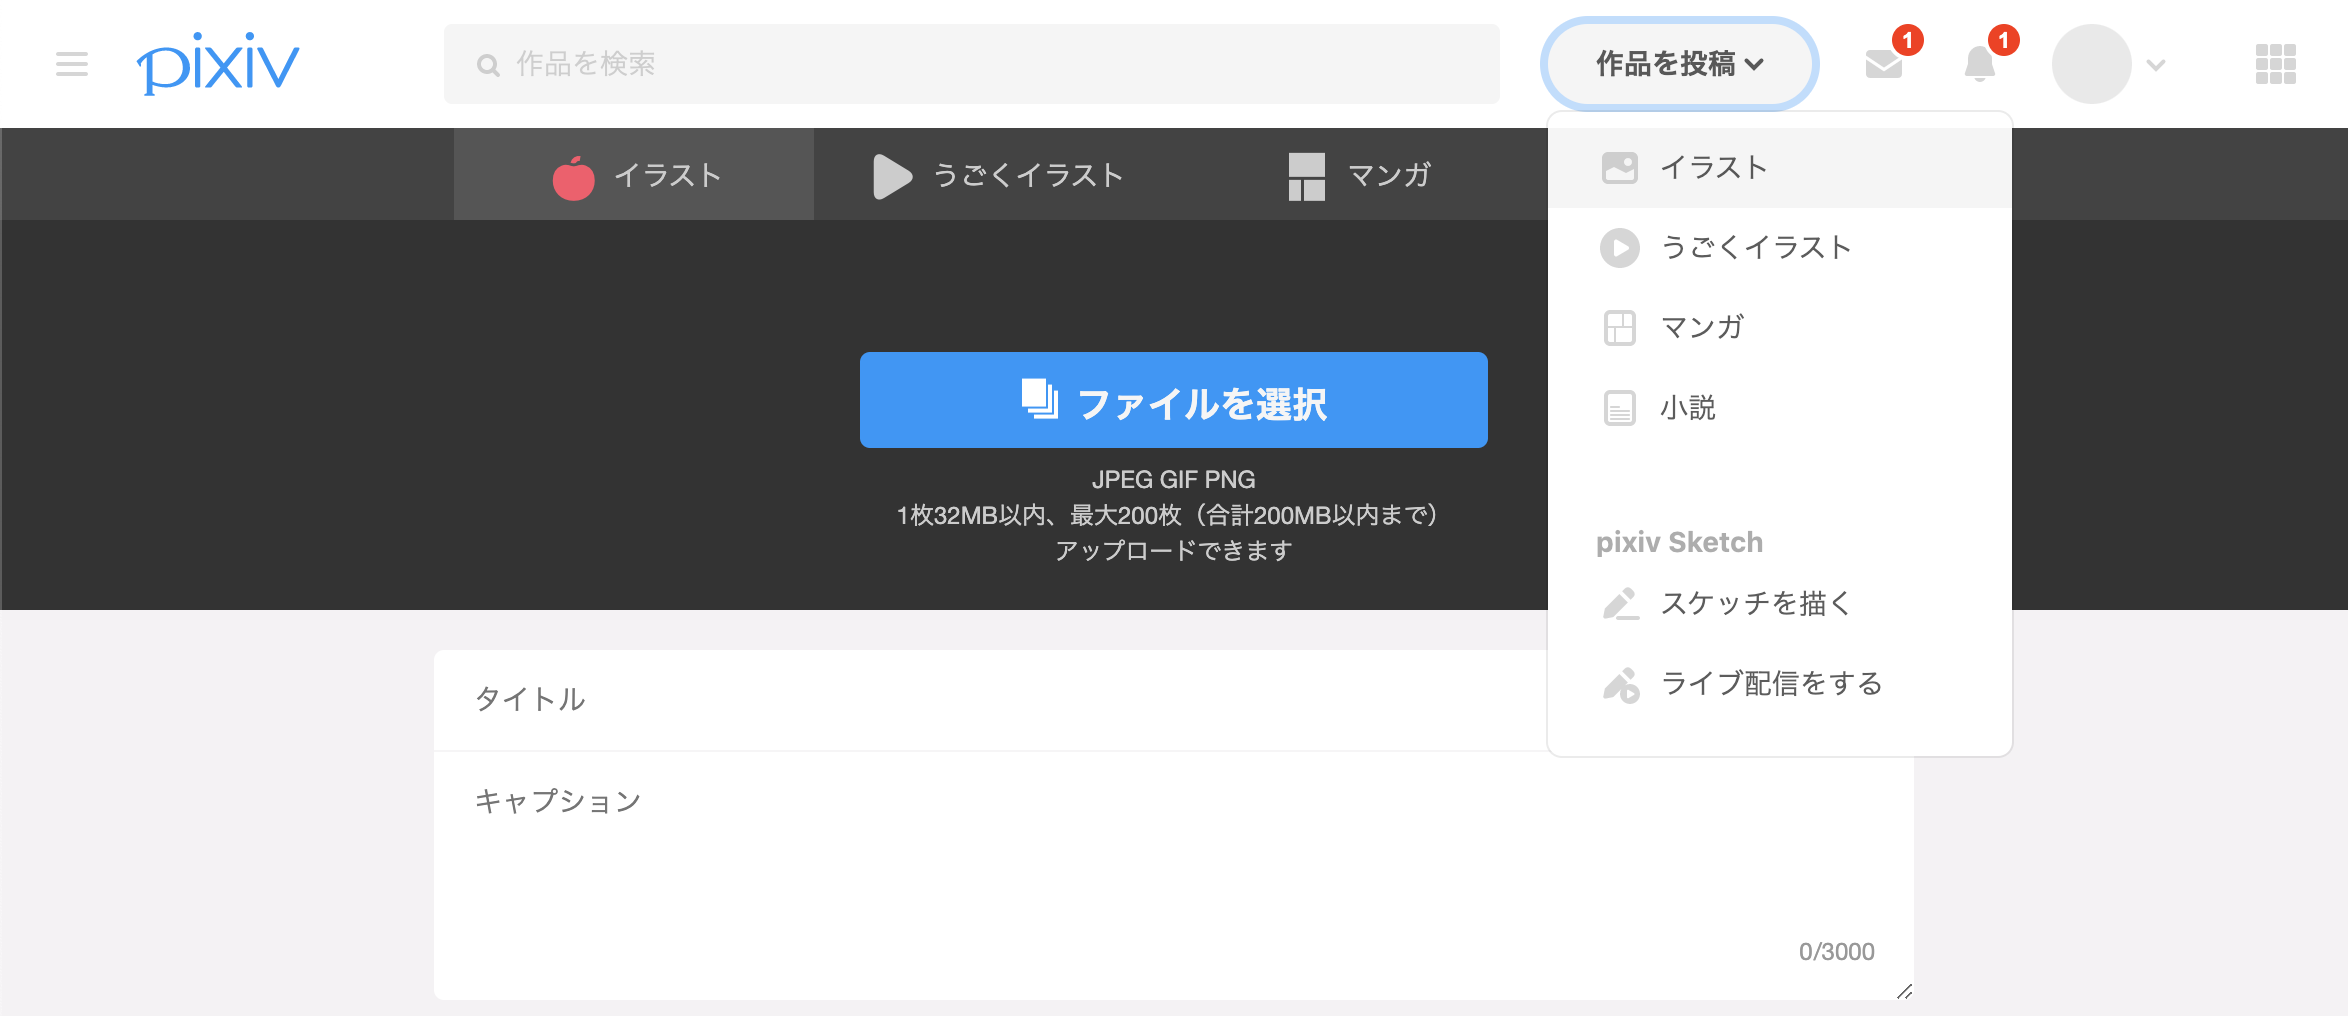 pixiv
作品を検索
作品を投稿
1
1
イラスト
うごくイラスト
マンガ
ファイルを選択
JPEG GIF PNG
1枚32MB以内、最大200枚（合計200MB以内まで）
アップロードできます
イラスト
うごくイラスト
マンガ
小説
pixiv Sketch
スケッチを描く
ライブ配信をする
タイトル
キャプション
0/3000